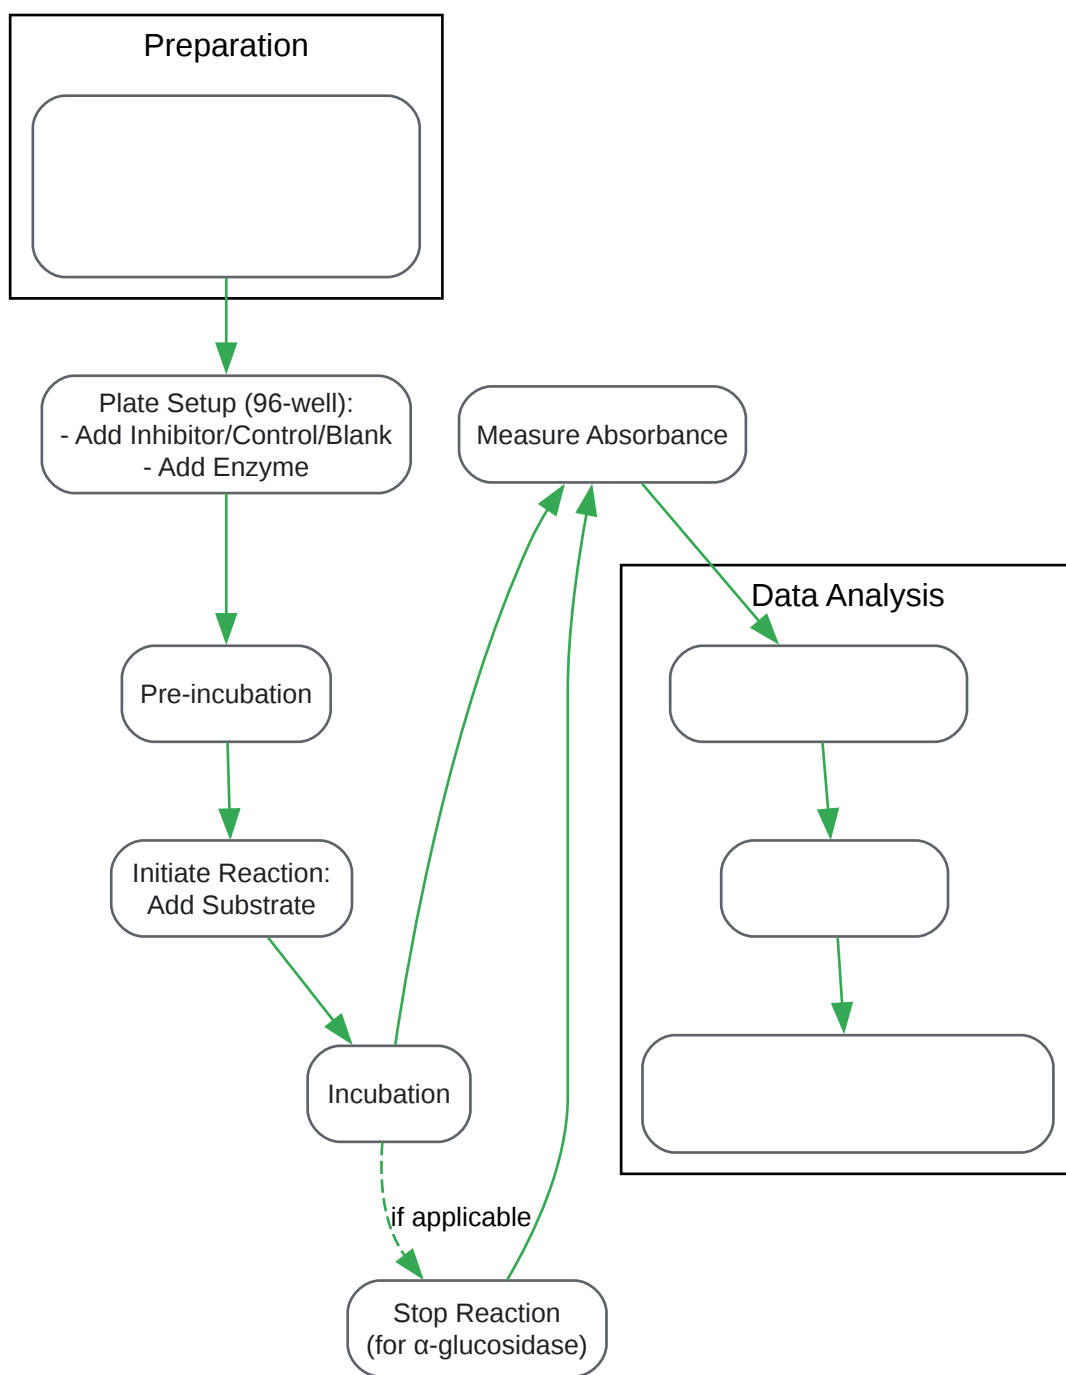 Preparation
Plate Setup (96-well):
- Add Inhibitor/Control/Blank
- Add Enzyme
Measure Absorbance
Data Analysis
Pre-incubation
Initiate Reaction:
Add Substrate
Incubation
if applicable
Stop Reaction
(for α-glucosidase)